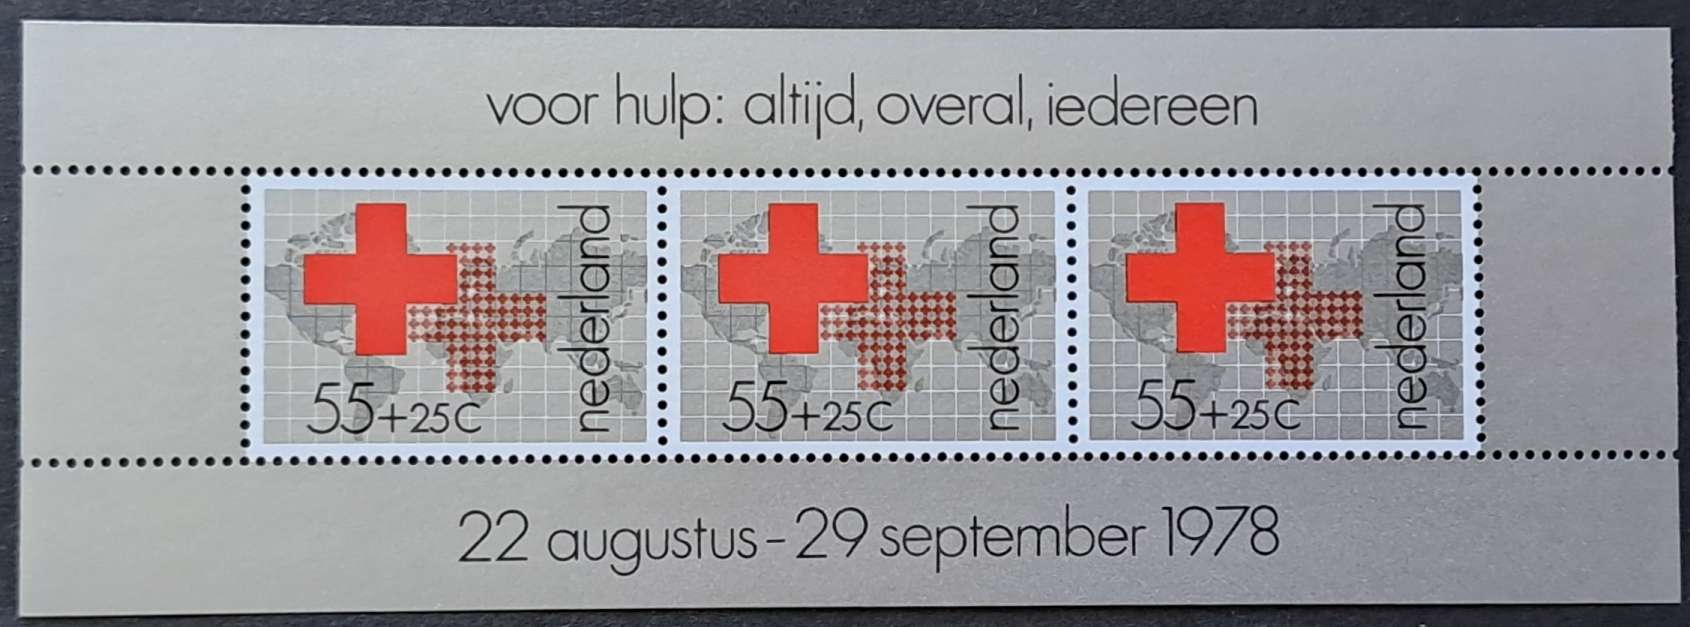 voor hulp: altijd, overal, iedereen
55+25C
nederland
55+25C
nederland
55+25C
nederland
22 augustus-29 september 1978